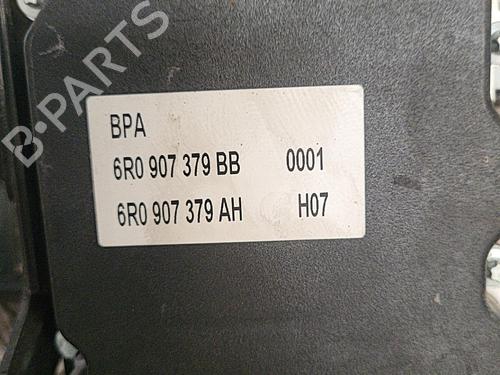 B-PARTS
BPA
6R0 907 379 BB 0001
6R0 907 379 AH H07